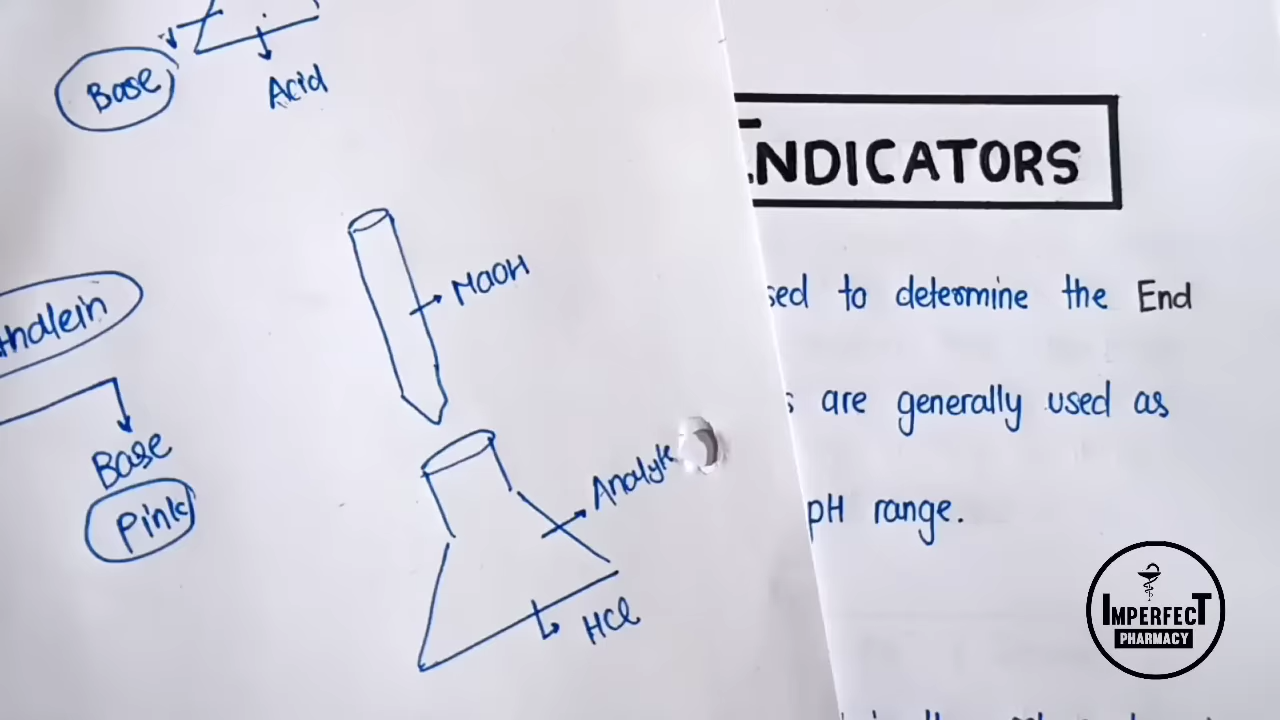 Base
Acid
NaOH
thalein
Base
Pink
Analyte
HCl
INDICATORS
sed to determine the End
s are generally used as
pH range.
IMPERFECT
PHARMACY